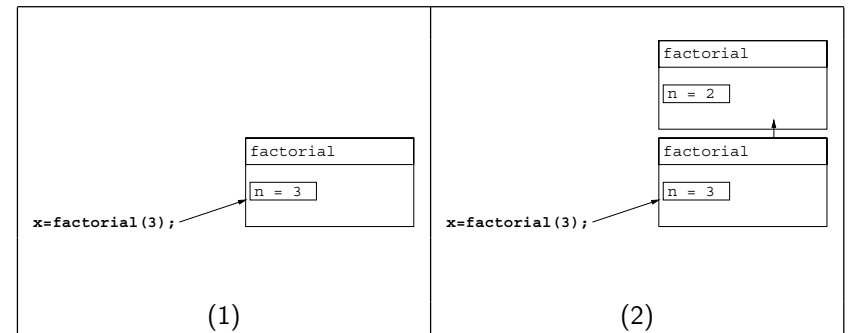 factorial
n = 3
x=factorial(3);
(1)
factorial
n = 2
factorial
n = 3
x=factorial(3);
(2)